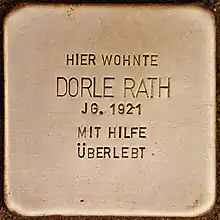 HIER WOHNTE
DORLE RATH
JG. 1921
MIT HILFE
ÜBERLEBT